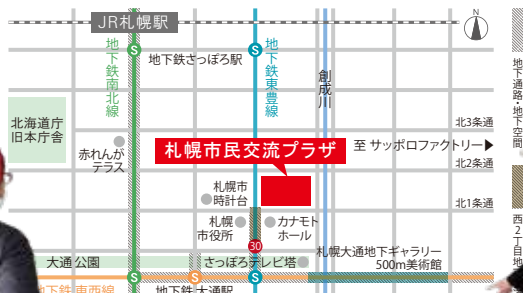 JR札幌駅
N
地下鉄さっぽろ駅
地下鉄南北線
地下鉄東豊線
創成川
北海道庁
旧本庁舎
赤れんが
テラス
北3条通
札幌市民交流プラザ
至 サッポロファクトリー▶
北2条通
札幌市
時計台
北1条通
札幌
市役所
カナモト
ホール
30
大通公園
さっぽろテレビ塔
札幌大通地下ギャラリー
500m美術館
地下鉄 東西線
地下鉄 大通駅
S
S
S
S
S
地下通路・地下空間
西2丁目地